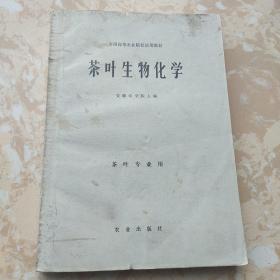 全国高等农业院校试用教材
茶叶生物化学
安徽农学院主编
茶叶专业用
农业出版社